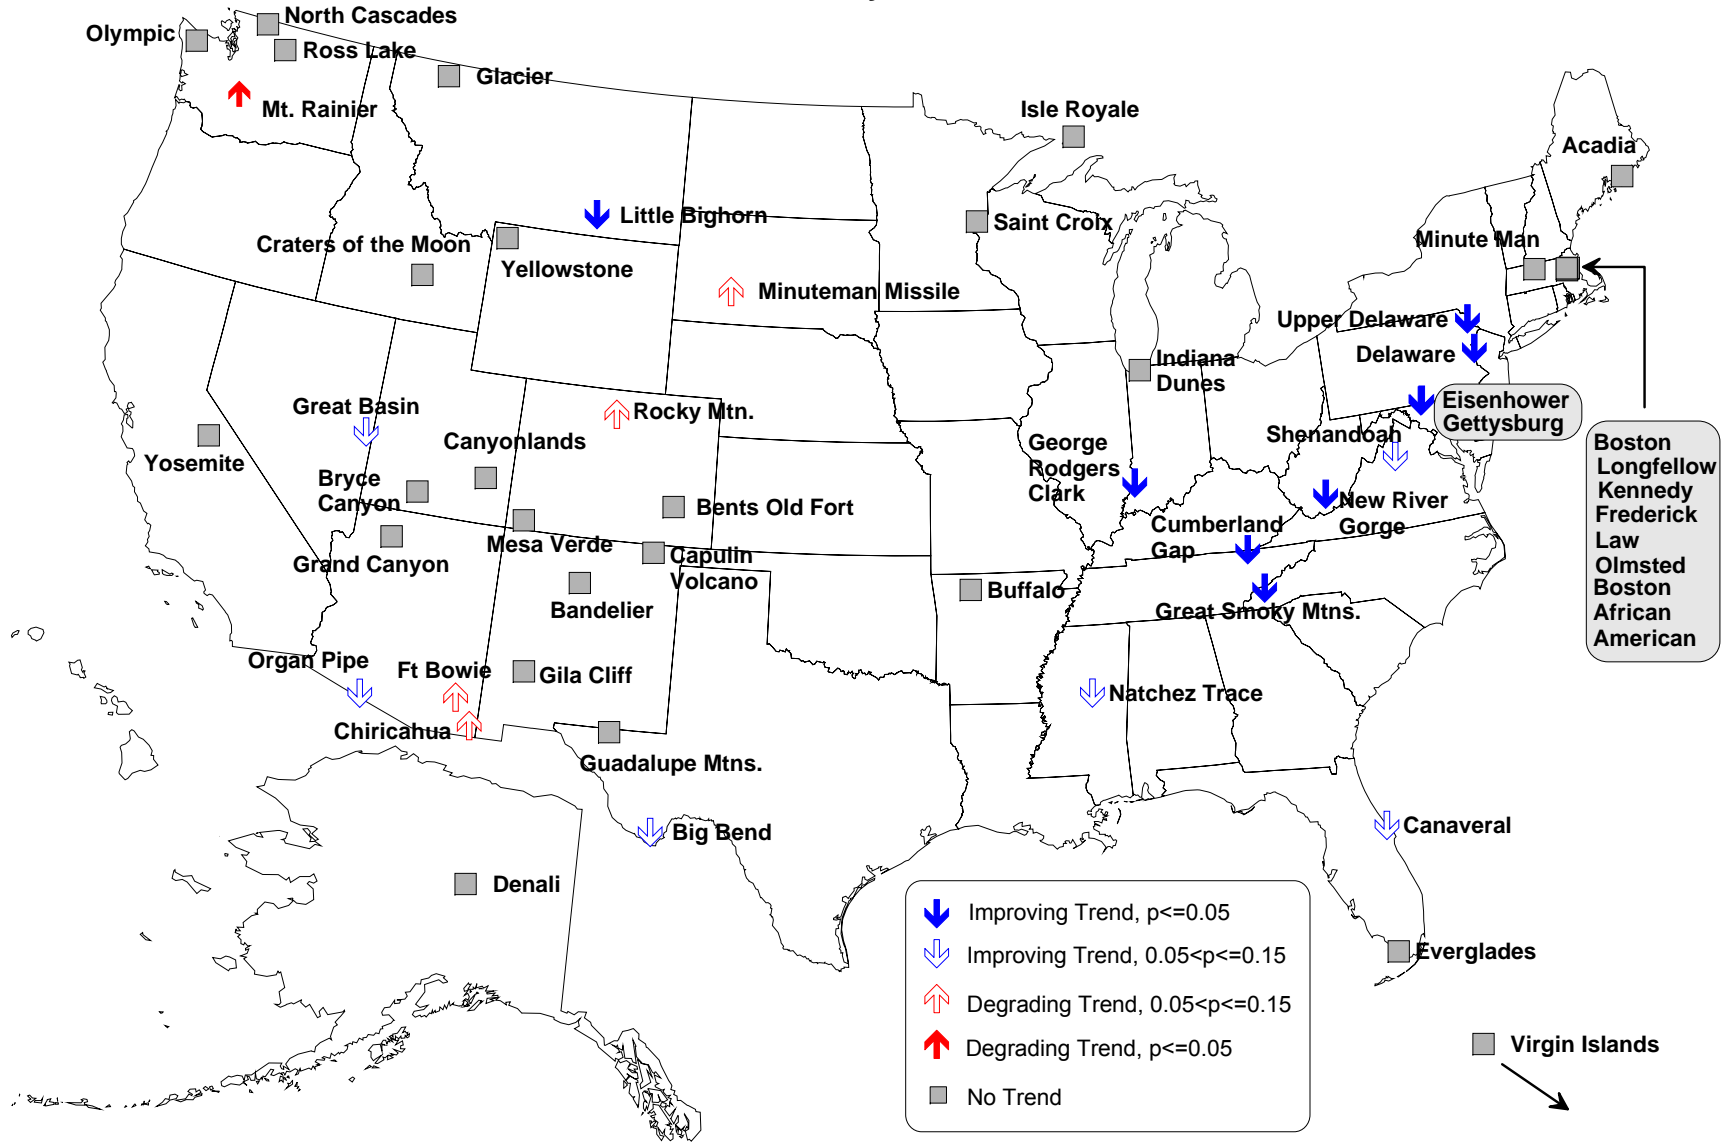 North Cascades
Olympic
Ross Lake
Glacier
Mt. Rainier
Isle Royale
Acadia
Little Bighorn
Saint Croix
Craters of the Moon
Minute Man
Yellowstone
Minuteman Missile
Upper Delaware
Delaware
Indiana
Dunes
Great Basin
Rocky Mtn.
Eisenhower
Gettysburg
Canyonlands
Shenandoah
George
Rodgers
Clark
Yosemite
Bryce
Canyon
Bents Old Fort
New River
Gorge
Boston
Longfellow
Kennedy
Frederick
Law
Olmsted
Boston
African
American
Cumberland
Gap
Mesa Verde
Grand Canyon
Capulin
Volcano
Bandelier
Buffalo
Great Smoky Mtns.
Organ Pipe
Ft Bowie
Gila Cliff
Natchez Trace
Chiricahua
Guadalupe Mtns.
Big Bend
Canaveral
Denali
Everglades
Improving Trend, p<=0.05
Improving Trend, 0.05<p<=0.15
Degrading Trend, 0.05<p<=0.15
Degrading Trend, p<=0.05
No Trend
Virgin Islands